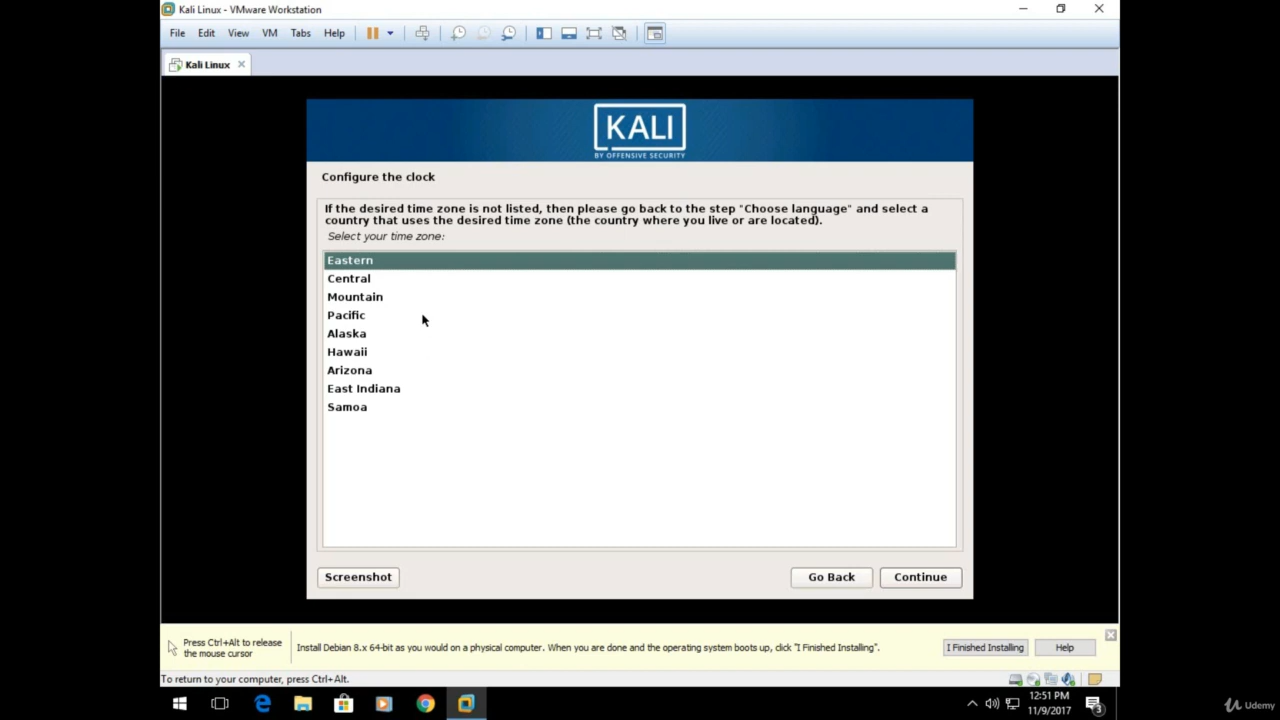 Kali Linux - VMware Workstation
File Edit View VM Tabs Help
Kali Linux
KALI
BY OFFENSIVE SECURITY
Configure the clock
If the desired time zone is not listed, then please go back to the step "Choose language" and select a
country that uses the desired time zone (the country where you live or are located).
Select your time zone:
Eastern
Central
Mountain
Pacific
Alaska
Hawaii
Arizona
East Indiana
Samoa
Screenshot Go Back Continue
Press Ctrl+Alt to release
the mouse cursor
Install Debian 8.x 64-bit as you would on a physical computer. When you are done and the operating system boots up, click "I Finished Installing".
I Finished Installing Help
To return to your computer, press Ctrl+Alt.
12:51 PM
11/9/2017
3
Udemy